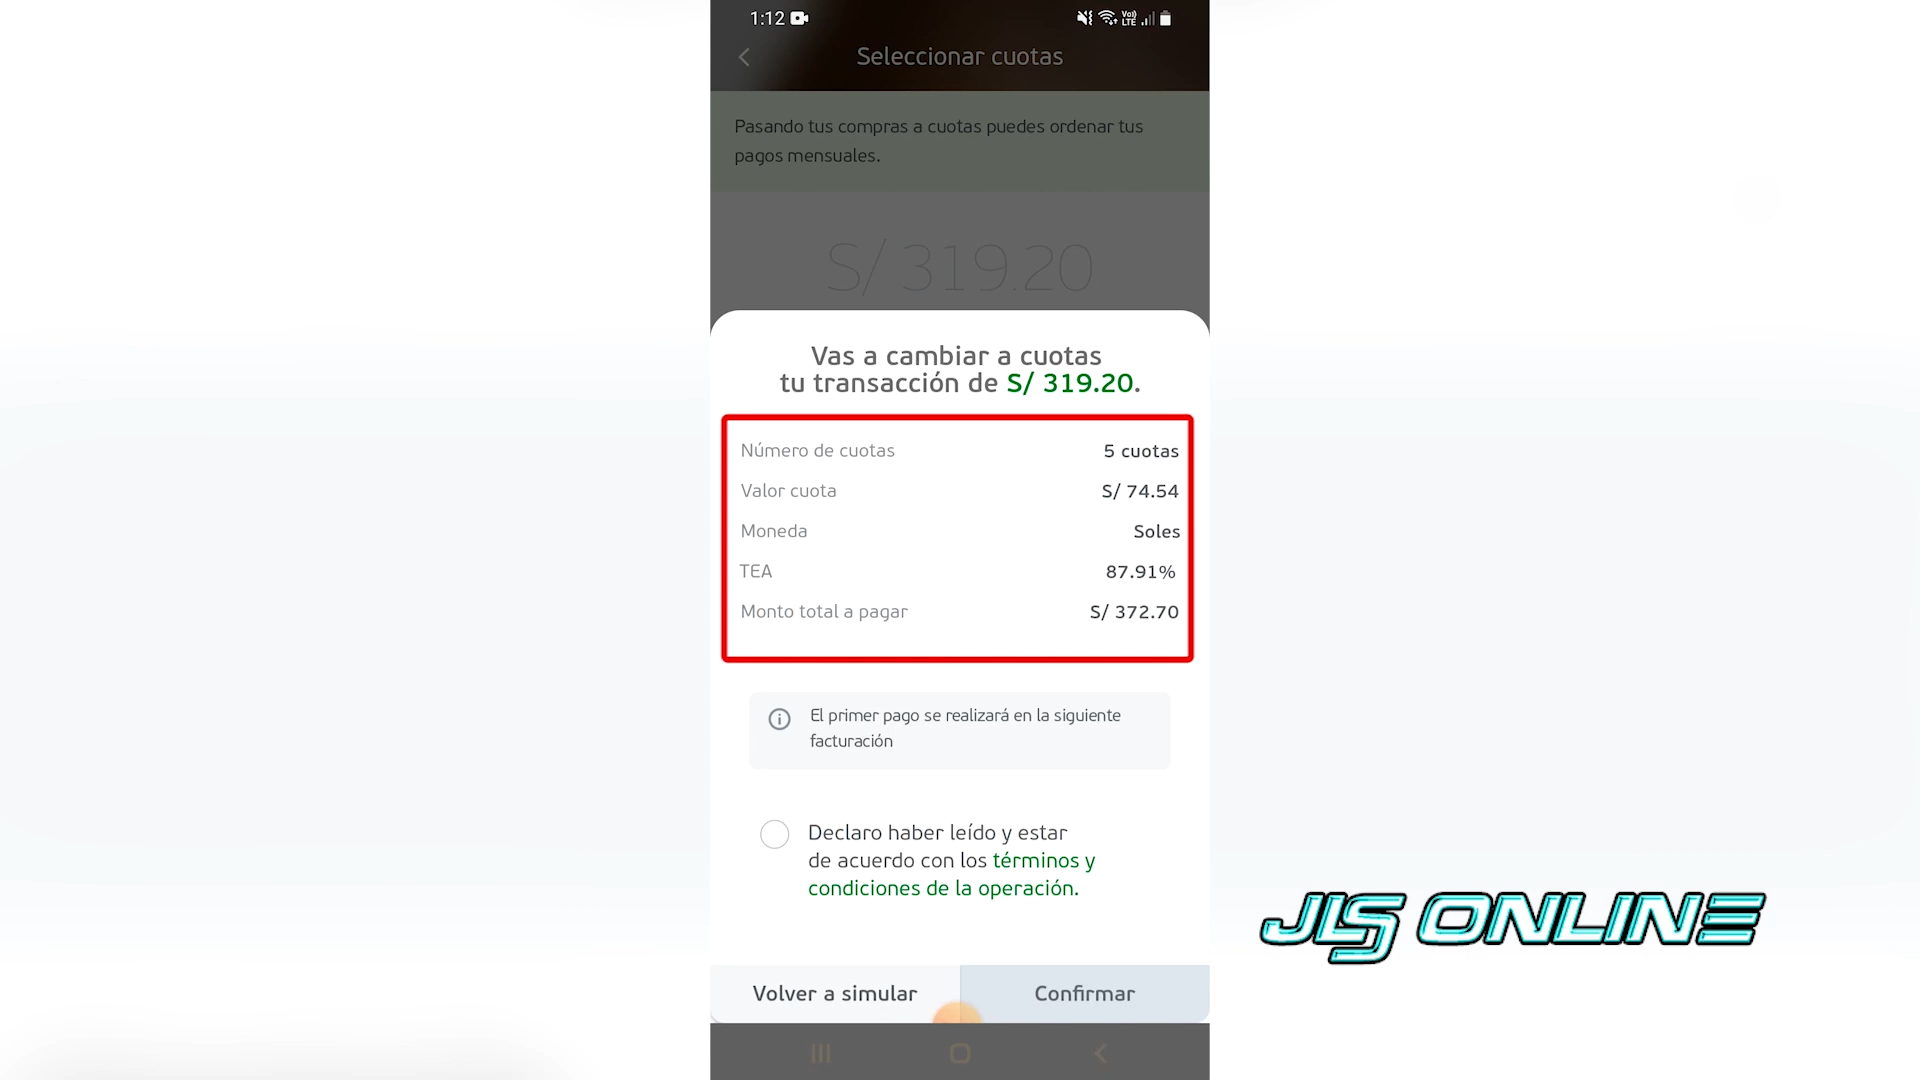 1:12
Vo)) LTE
Seleccionar cuotas
Pasando tus compras a cuotas puedes ordenar tus
pagos mensuales.
S/ 319.20
Vas a cambiar a cuotas
tu transacción de S/ 319.20.
Número de cuotas 5 cuotas
Valor cuota S/ 74.54
Moneda Soles
TEA 87.91%
Monto total a pagar S/ 372.70
El primer pago se realizará en la siguiente
facturación
Declaro haber leído y estar
de acuerdo con los términos y
condiciones de la operación.
Volver a simular Confirmar
JLS ONLINE